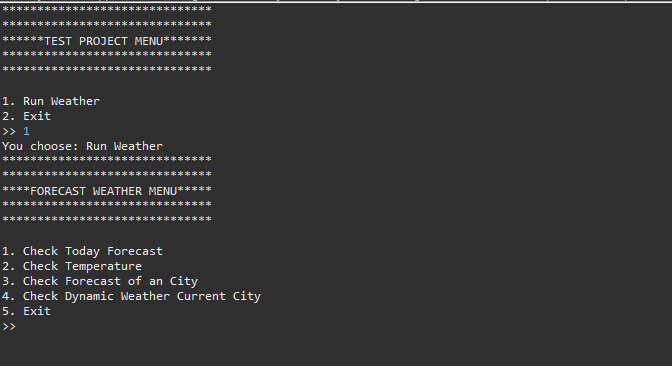 ******************************
******************************
******TEST PROJECT MENU*******
******************************
******************************
1. Run Weather
2. Exit
>> 1
You choose: Run Weather
******************************
******************************
****FORECAST WEATHER MENU*****
******************************
******************************
1. Check Today Forecast
2. Check Temperature
3. Check Forecast of an City
4. Check Dynamic Weather Current City
5. Exit
>>